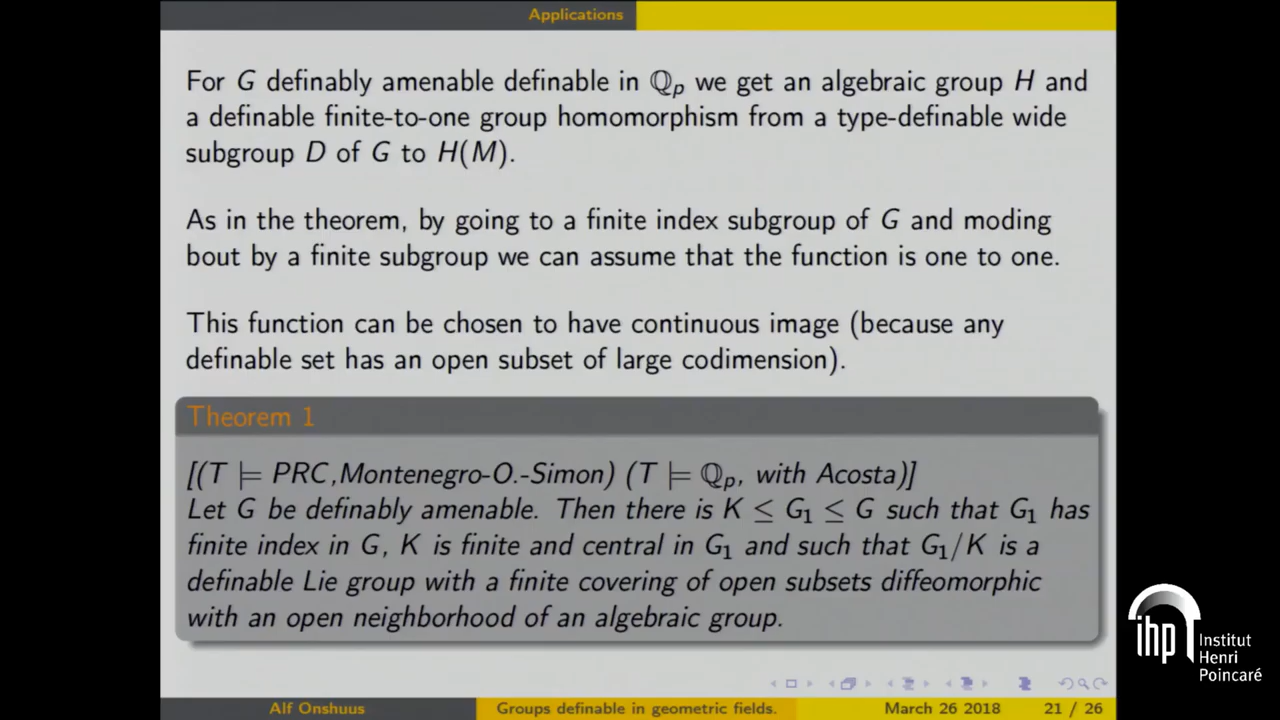 Applications
For G definably amenable definable in ℚp we get an algebraic group H and
a definable finite-to-one group homomorphism from a type-definable wide
subgroup D of G to H(M).
As in the theorem, by going to a finite index subgroup of G and moding
bout by a finite subgroup we can assume that the function is one to one.
This function can be chosen to have continuous image (because any
definable set has an open subset of large codimension).
Theorem 1
[(T ⊨ PRC,Montenegro-O.-Simon) (T ⊨ ℚp, with Acosta)]
Let G be definably amenable. Then there is K ≤ G₁ ≤ G such that G₁ has
finite index in G, K is finite and central in G₁ and such that G₁/K is a
definable Lie group with a finite covering of open subsets diffeomorphic
with an open neighborhood of an algebraic group.
Alf Onshuus
Groups definable in geometric fields.
March 26 2018
21 / 26
ihp
Institut
Henri
Poincaré